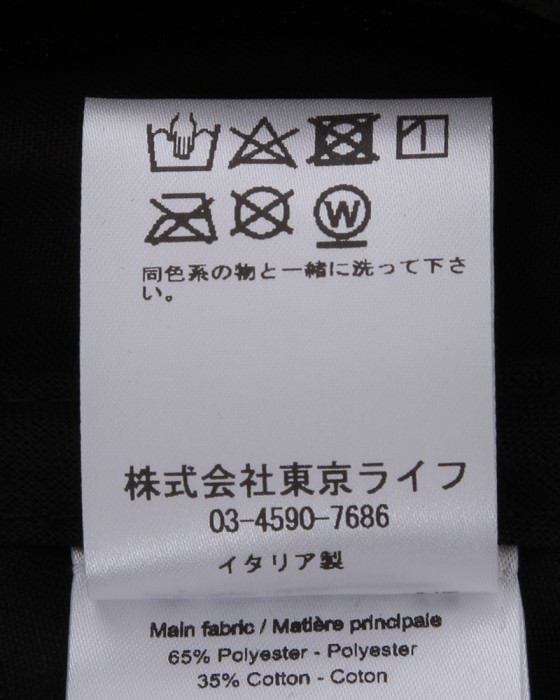 W
同色系の物と一緒に洗って下さ
い。
株式会社東京ライフ
03-4590-7686
イタリア製
Main fabric / Matière principale
65% Polyester - Polyester
35% Cotton - Coton